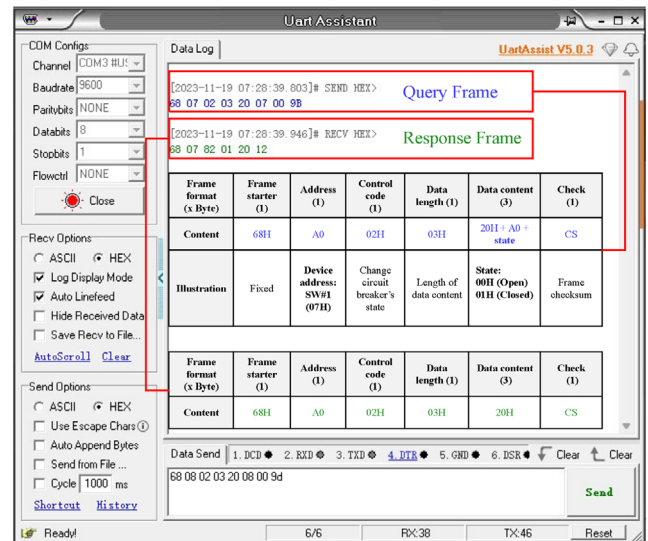 Uart Assistant
COM Configs
Channel COM3 #US
Baudrate 9600
Paritybits NONE
Databits 8
Stopbits 1
Flowctrl NONE
Close
Recv Options
ASCII HEX
Log Display Mode
Auto Linefeed
Hide Received Data
Save Recv to File...
AutoScroll Clear
Send Options
ASCII HEX
Use Escape Chars
Auto Append Bytes
Send from File ...
Cycle 1000 ms
Shortcut History
Data Log
UartAssist V5.0.3
[2023-11-19 07:28:39.803]# SEND HEX>
68 07 02 03 20 07 00 9B
Query Frame
[2023-11-19 07:28:39.946]# RECV HEX>
68 07 82 01 20 12
Response Frame
Frame format (x Byte) Frame starter (1) Address (1) Control code (1) Data length (1) Data content (3) Check (1)
Content 68H A0 02H 03H 20H + A0 + state CS
Illustration Fixed Device address: SW#1 (07H) Change circuit breaker's state Length of data content State: 00H (Open) 01H (Closed) Frame checksum
Frame format (x Byte) Frame starter (1) Address (1) Control code (1) Data length (1) Data content (3) Check (1)
Content 68H A0 02H 03H 20H CS
Data Send 1. DCD 2. RXD 3. TXD 4. DTR 5. GND 6. DSR Clear Clear
68 08 02 03 20 08 00 9d
Send
Ready! 6/6 RX:38 TX:46 Reset